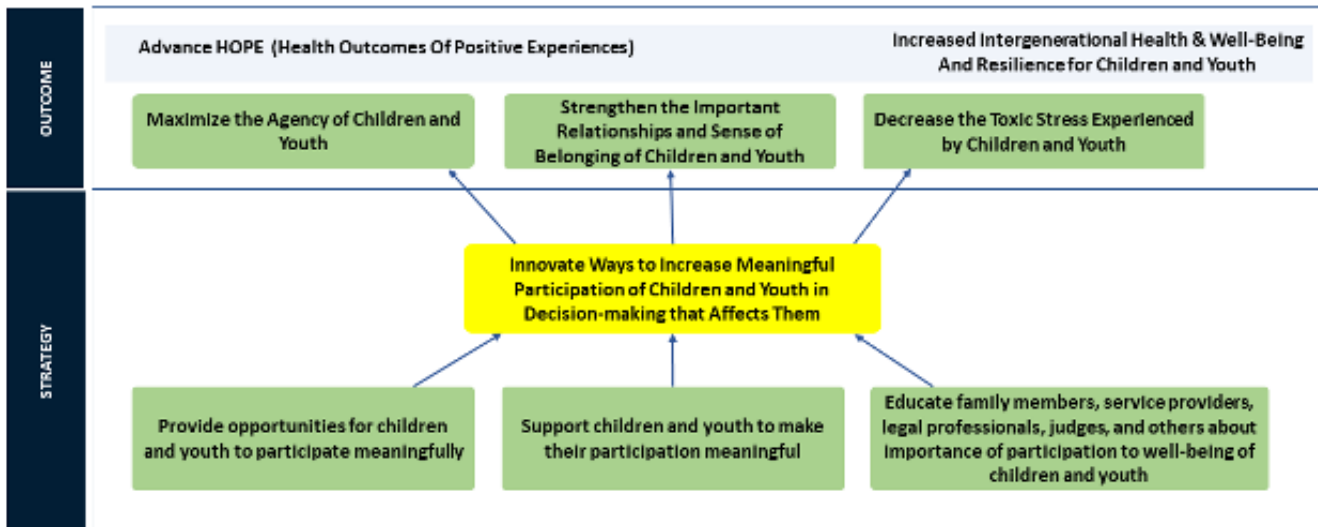 OUTCOME
Advance HOPE (Health Outcomes Of Positive Experiences)
Increased Intergenerational Health & Well-Being
And Resilience for Children and Youth
Maximize the Agency of Children and
Youth
Strengthen the Important
Relationships and Sense of
Belonging of Children and Youth
Decrease the Toxic Stress Experienced
by Children and Youth
STRATEGY
Innovate Ways to Increase Meaningful
Participation of Children and Youth in
Decision-making that Affects Them
Provide opportunities for children
and youth to participate meaningfully
Support children and youth to make
their participation meaningful
Educate family members, service providers,
legal professionals, judges, and others about
importance of participation to well-being of
children and youth